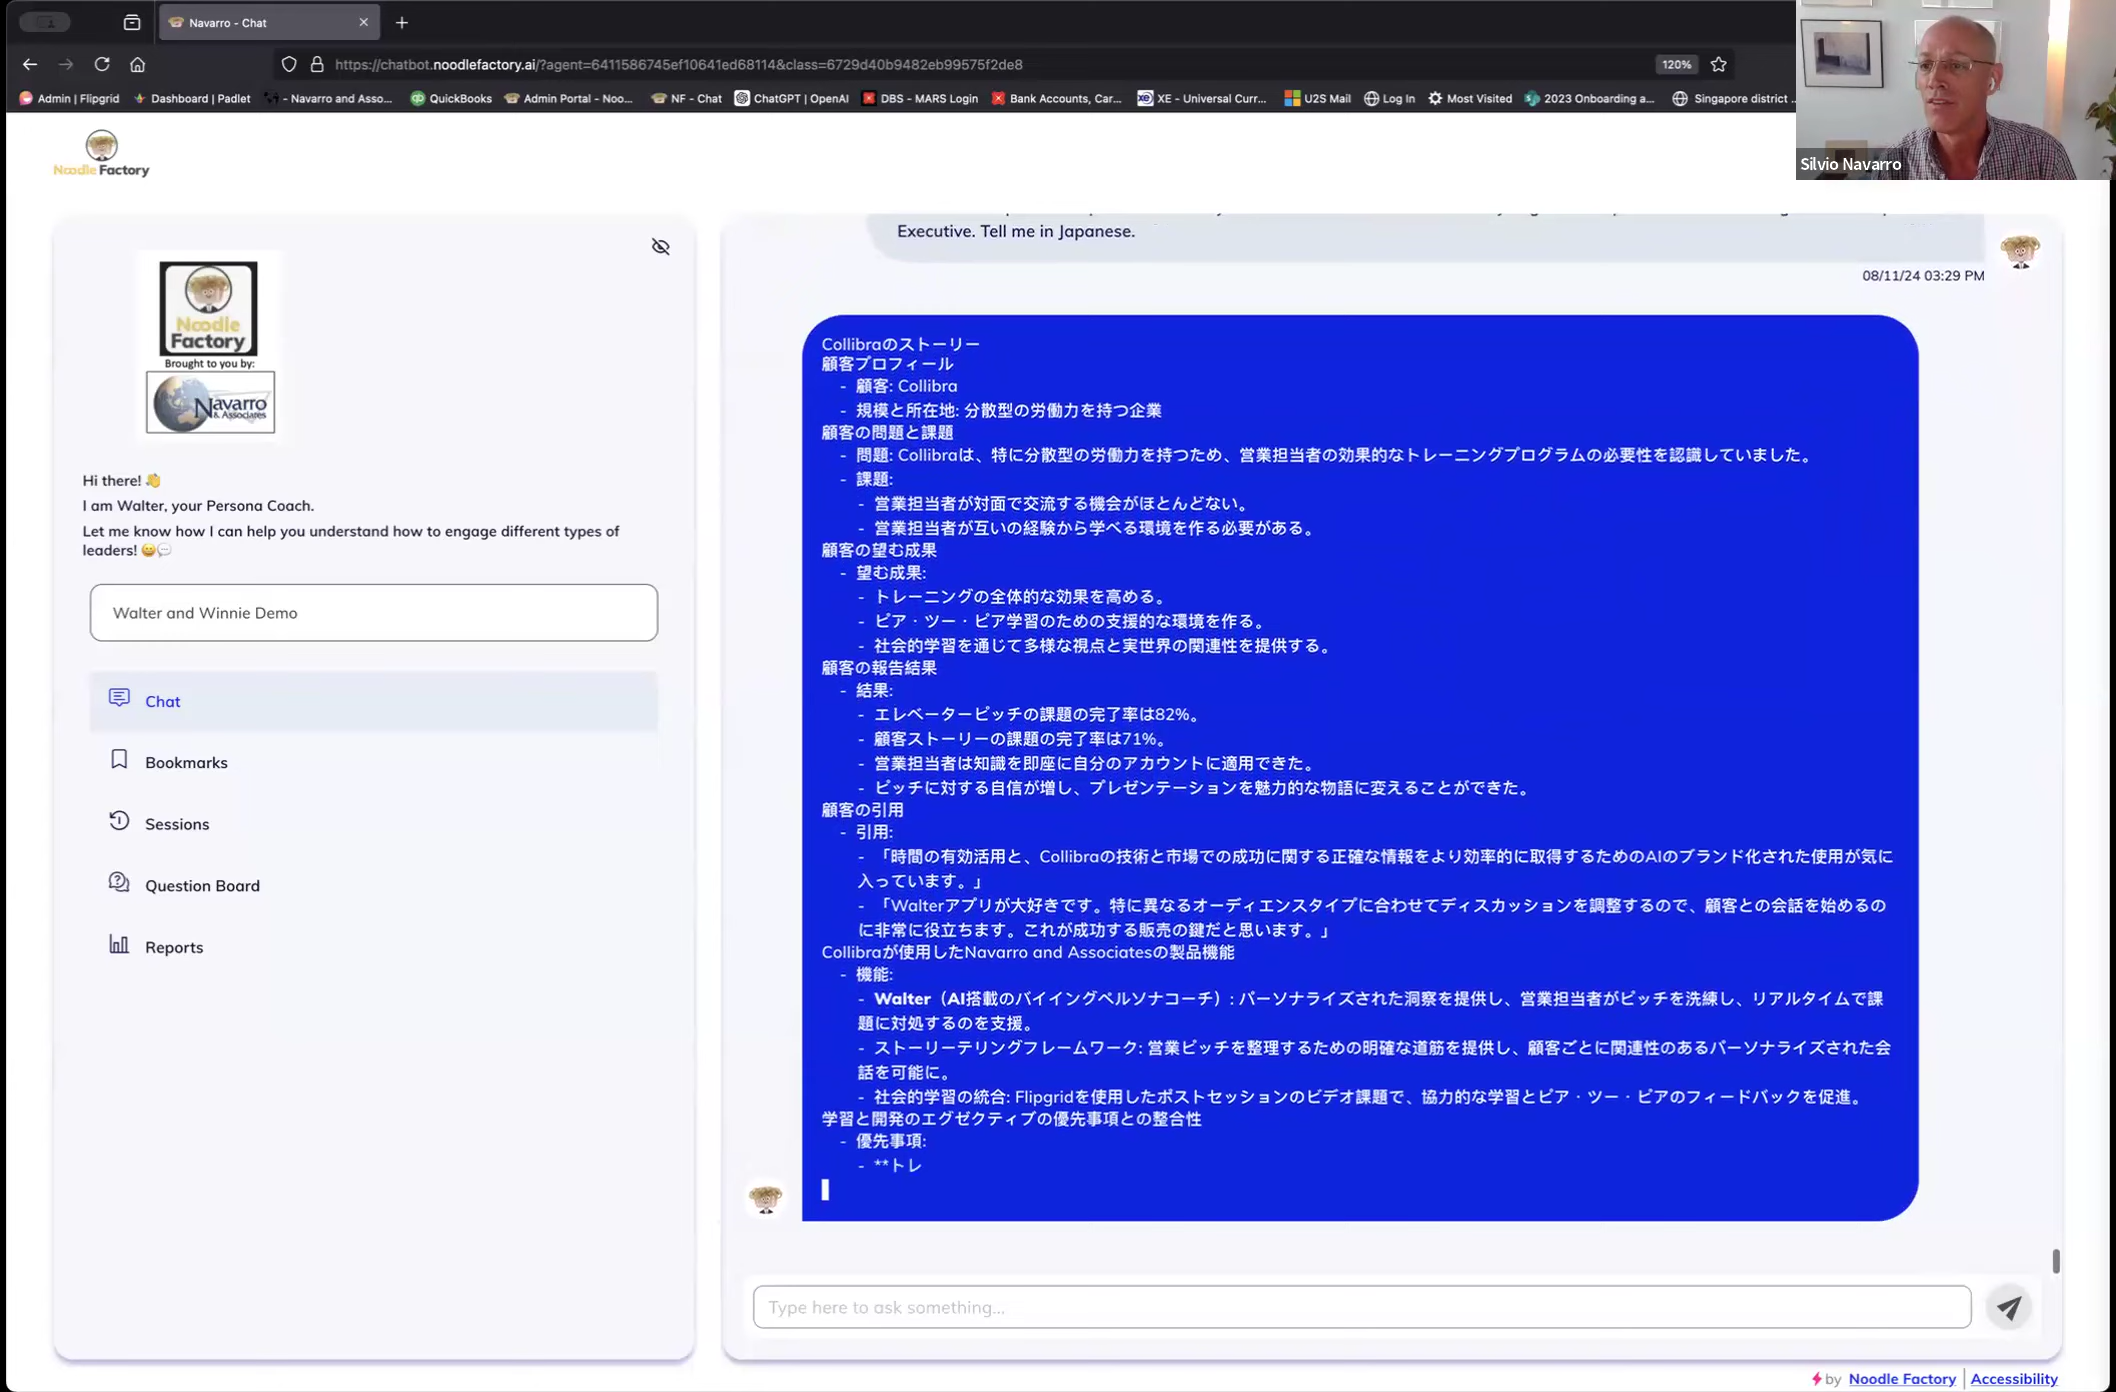 Navarro - Chat
https://chatbot.noodlefactory.ai/?agent=6411586745ef10641ed68114&class=6729d40b9482eb99575f2de8
120%
Admin | Flipgrid
Dashboard | Padlet
- Navarro and Asso...
QuickBooks
Admin Portal - Noo...
NF - Chat
ChatGPT | OpenAI
DBS - MARS Login
Bank Accounts, Car...
XE - Universal Curr...
U2S Mail
Log In
Most Visited
2023 Onboarding a...
Singapore district ...
Silvio Navarro
Noodle Factory
Noodle
Factory
Brought to you by:
Navarro
& Associates
Hi there! 👋
I am Walter, your Persona Coach.
Let me know how I can help you understand how to engage different types of
leaders! 😄💬
Walter and Winnie Demo
Chat
Bookmarks
Sessions
Question Board
Reports
Executive. Tell me in Japanese.
08/11/24 03:29 PM
Collibraのストーリー
顧客プロフィール
- 顧客: Collibra
- 規模と所在地: 分散型の労働力を持つ企業
顧客の問題と課題
- 問題: Collibraは、特に分散型の労働力を持つため、営業担当者の効果的なトレーニングプログラムの必要性を認識していました。
- 課題:
- 営業担当者が対面で交流する機会がほとんどない。
- 営業担当者が互いの経験から学べる環境を作る必要がある。
顧客の望む成果
- 望む成果:
- トレーニングの全体的な効果を高める。
- ピア・ツー・ピア学習のための支援的な環境を作る。
- 社会的学習を通じて多様な視点と実世界の関連性を提供する。
顧客の報告結果
- 結果:
- エレベーターピッチの課題の完了率は82%。
- 顧客ストーリーの課題の完了率は71%。
- 営業担当者は知識を即座に自分のアカウントに適用できた。
- ピッチに対する自信が増し、プレゼンテーションを魅力的な物語に変えることができた。
顧客の引用
- 引用:
- 「時間の有効活用と、Collibraの技術と市場での成功に関する正確な情報をより効率的に取得するためのAIのブランド化された使用が気に
入っています。」
- 「Walterアプリが大好きです。特に異なるオーディエンスタイプに合わせてディスカッションを調整するので、顧客との会話を始めるの
に非常に役立ちます。これが成功する販売の鍵だと思います。」
Collibraが使用したNavarro and Associatesの製品機能
- 機能:
- Walter（AI搭載のバイイングペルソナコーチ）: パーソナライズされた洞察を提供し、営業担当者がピッチを洗練し、リアルタイムで課
題に対処するのを支援。
- ストーリーテリングフレームワーク: 営業ピッチを整理するための明確な道筋を提供し、顧客ごとに関連性のあるパーソナライズされた会
話を可能に。
- 社会的学習の統合: Flipgridを使用したポストセッションのビデオ課題で、協力的な学習とピア・ツー・ピアのフィードバックを促進。
学習と開発のエグゼクティブの優先事項との整合性
- 優先事項:
- **トレ
Type here to ask something...
by Noodle Factory | Accessibility